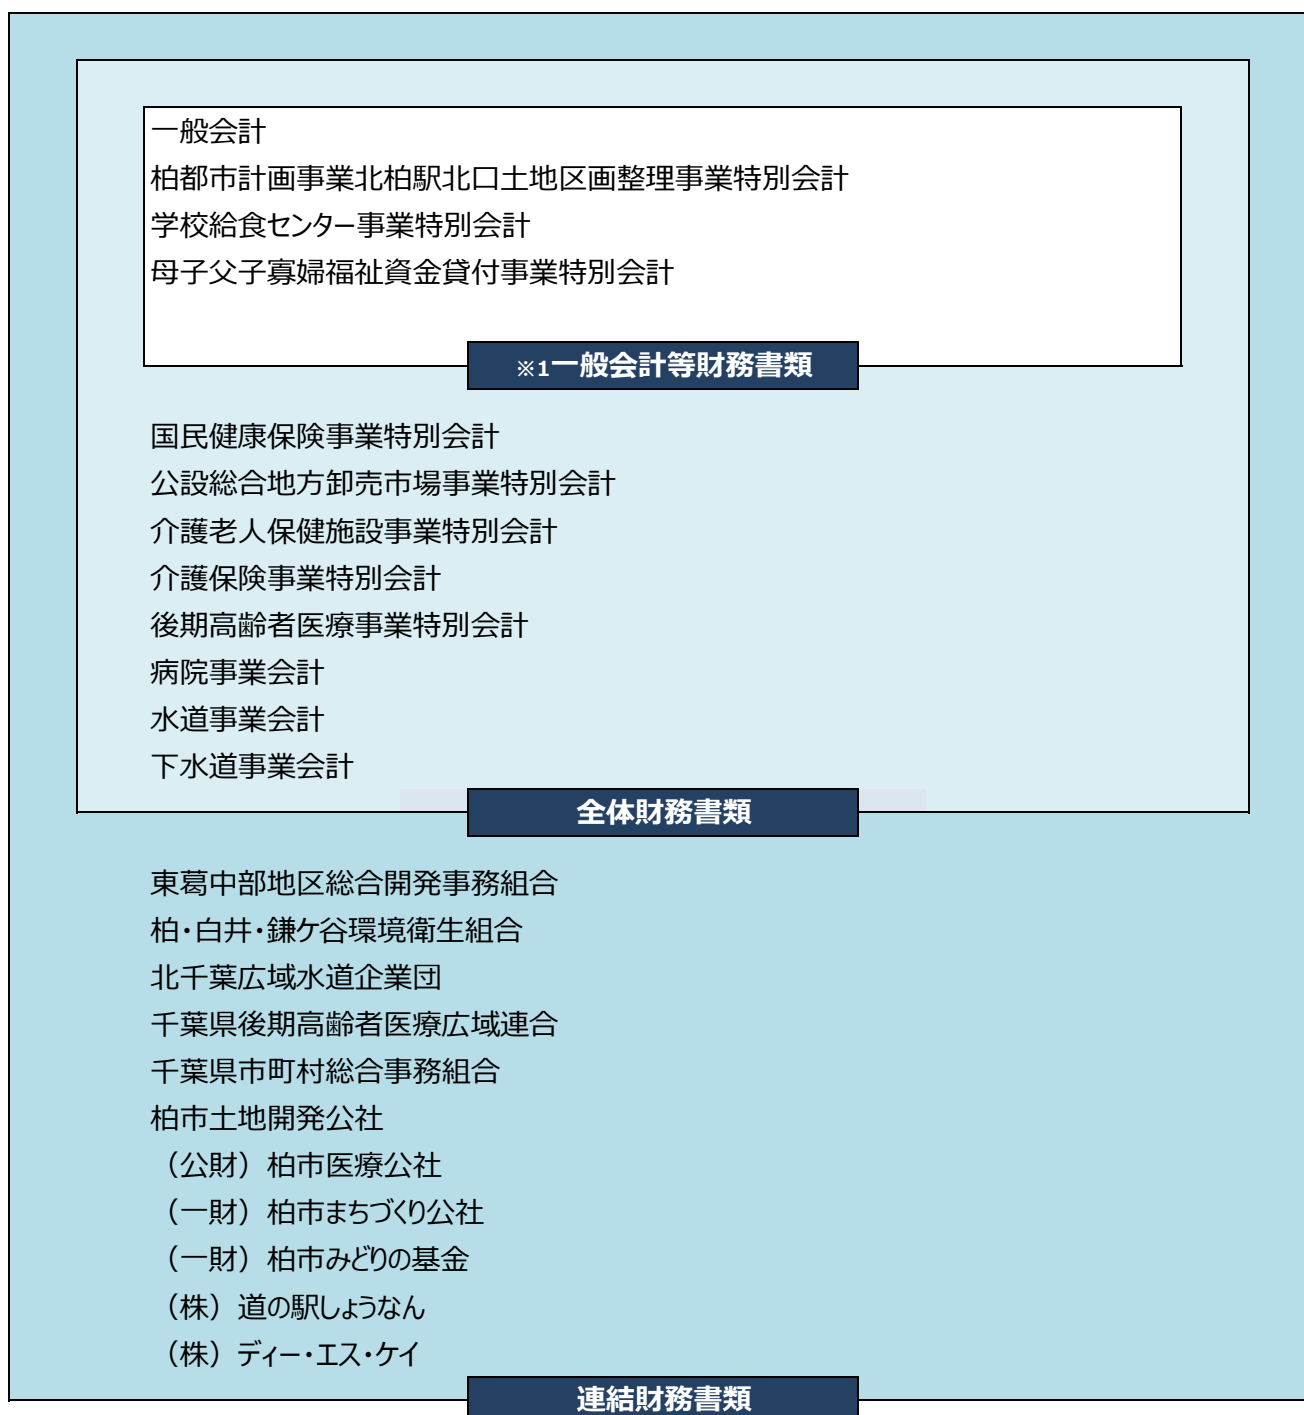 一般会計
柏都市計画事業北柏駅北口土地区画整理事業特別会計
学校給食センター事業特別会計
母子父子寡婦福祉資金貸付事業特別会計
※1一般会計等財務書類
国民健康保険事業特別会計
公設総合地方卸売市場事業特別会計
介護老人保健施設事業特別会計
介護保険事業特別会計
後期高齢者医療事業特別会計
病院事業会計
水道事業会計
下水道事業会計
全体財務書類
東葛中部地区総合開発事務組合
柏・白井・鎌ケ谷環境衛生組合
北千葉広域水道企業団
千葉県後期高齢者医療広域連合
千葉県市町村総合事務組合
柏市土地開発公社
（公財）柏市医療公社
（一財）柏市まちづくり公社
（一財）柏市みどりの基金
（株）道の駅しょうなん
（株）ディー・エス・ケイ
連結財務書類